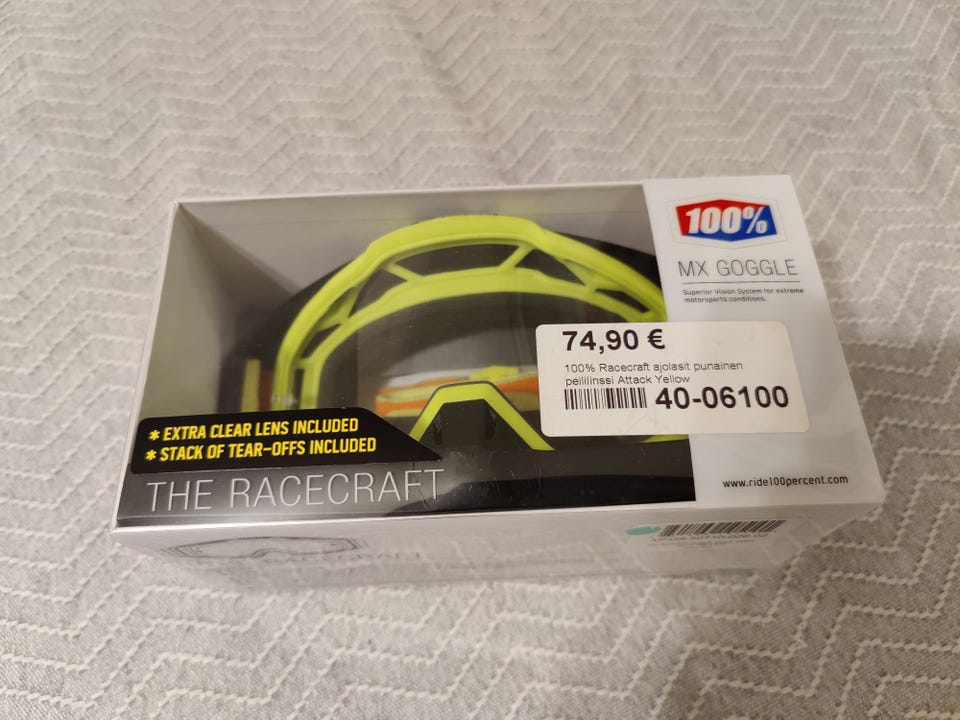 100%
MX GOGGLE
Superior Vision System for extreme
motorsports conditions.
74,90 €
100% Racecraft ajolasit punainen
peililinssi Attack Yellow
40-06100
* EXTRA CLEAR LENS INCLUDED
* STACK OF TEAR-OFFS INCLUDED
THE RACECRAFT
www.ride100percent.com